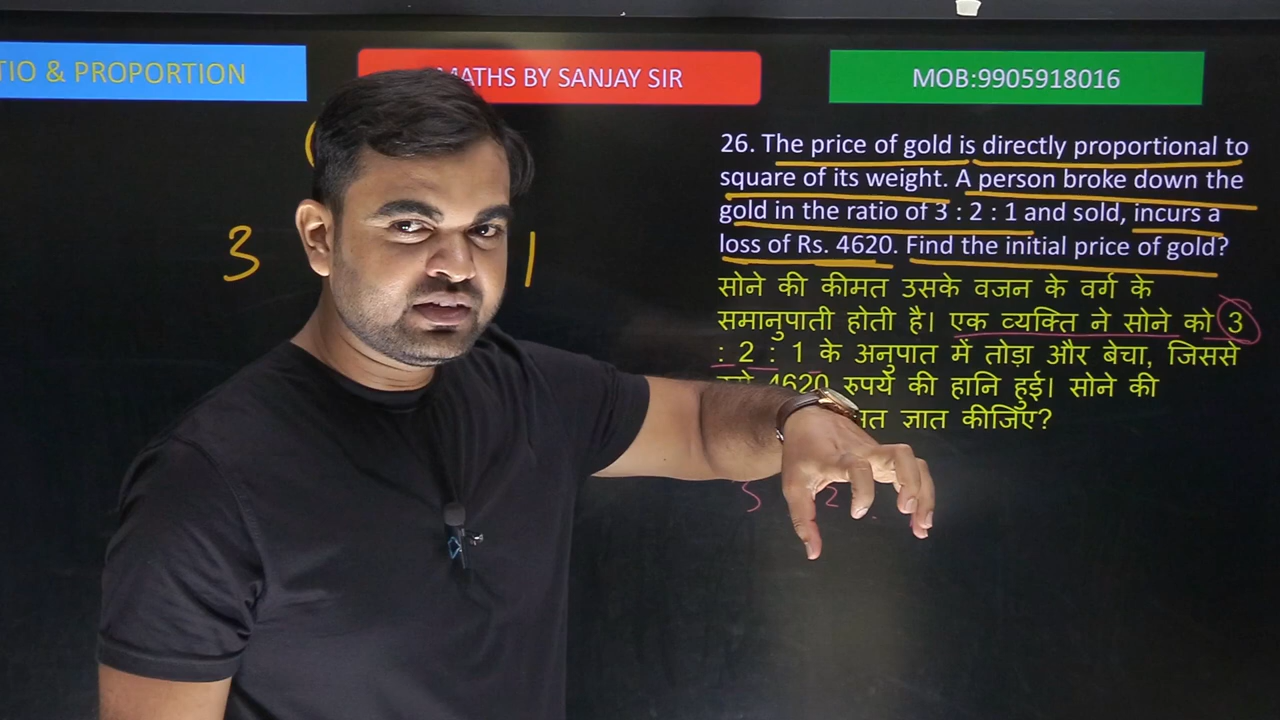 TIO & PROPORTION
MATHS BY SANJAY SIR
MOB:9905918016
3
1
26. The price of gold is directly proportional to
square of its weight. A person broke down the
gold in the ratio of 3 : 2 : 1 and sold, incurs a
loss of Rs. 4620. Find the initial price of gold?
सोने की कीमत उसके वजन के वर्ग के
समानुपाती होती है। एक व्यक्ति ने सोने को 3
: 2 : 1 के अनुपात में तोड़ा और बेचा, जिससे
4620 रुपये की हानि हुई। सोने की
ज्ञात कीजिए?
2